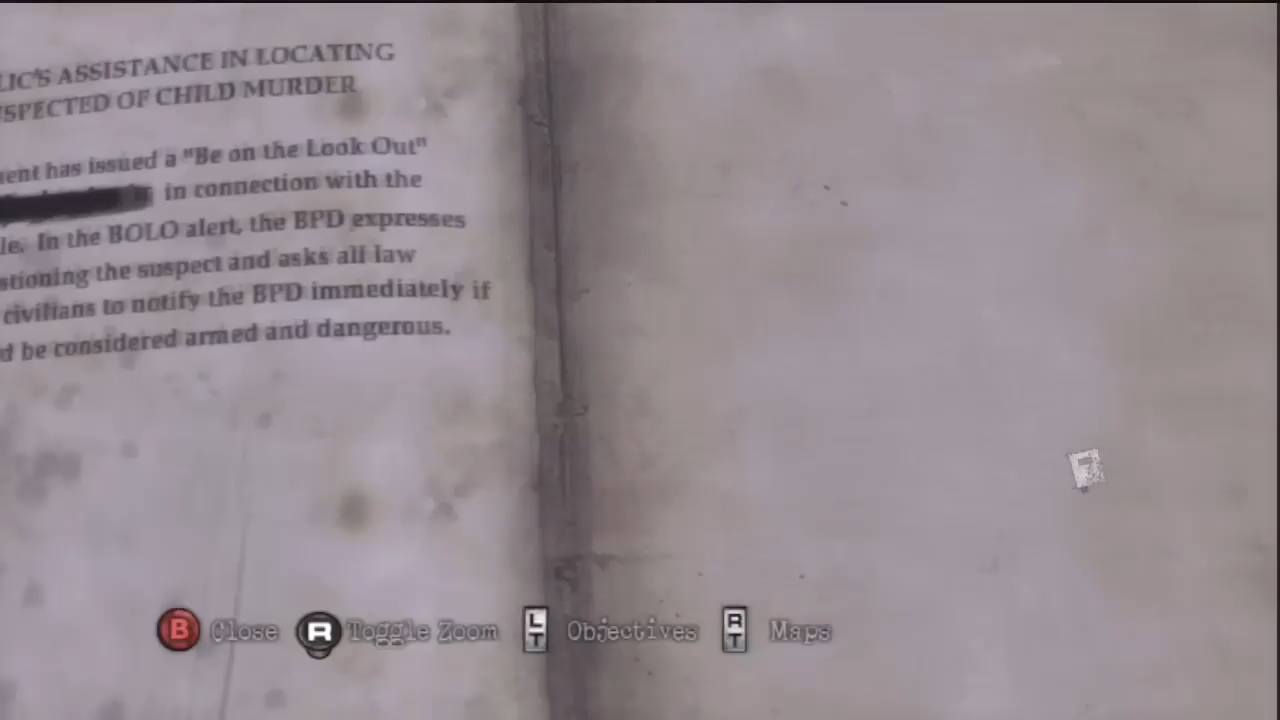 LIC'S ASSISTANCE IN LOCATING
SPECTED OF CHILD MURDER
ent has issued a "Be on the Look Out"
in connection with the
le. In the BOLO alert, the BPD expresses
stioning the suspect and asks all law
civilians to notify the BPD immediately if
d be considered armed and dangerous.
B Close R Toggle Zoom LT Objectives RT Maps